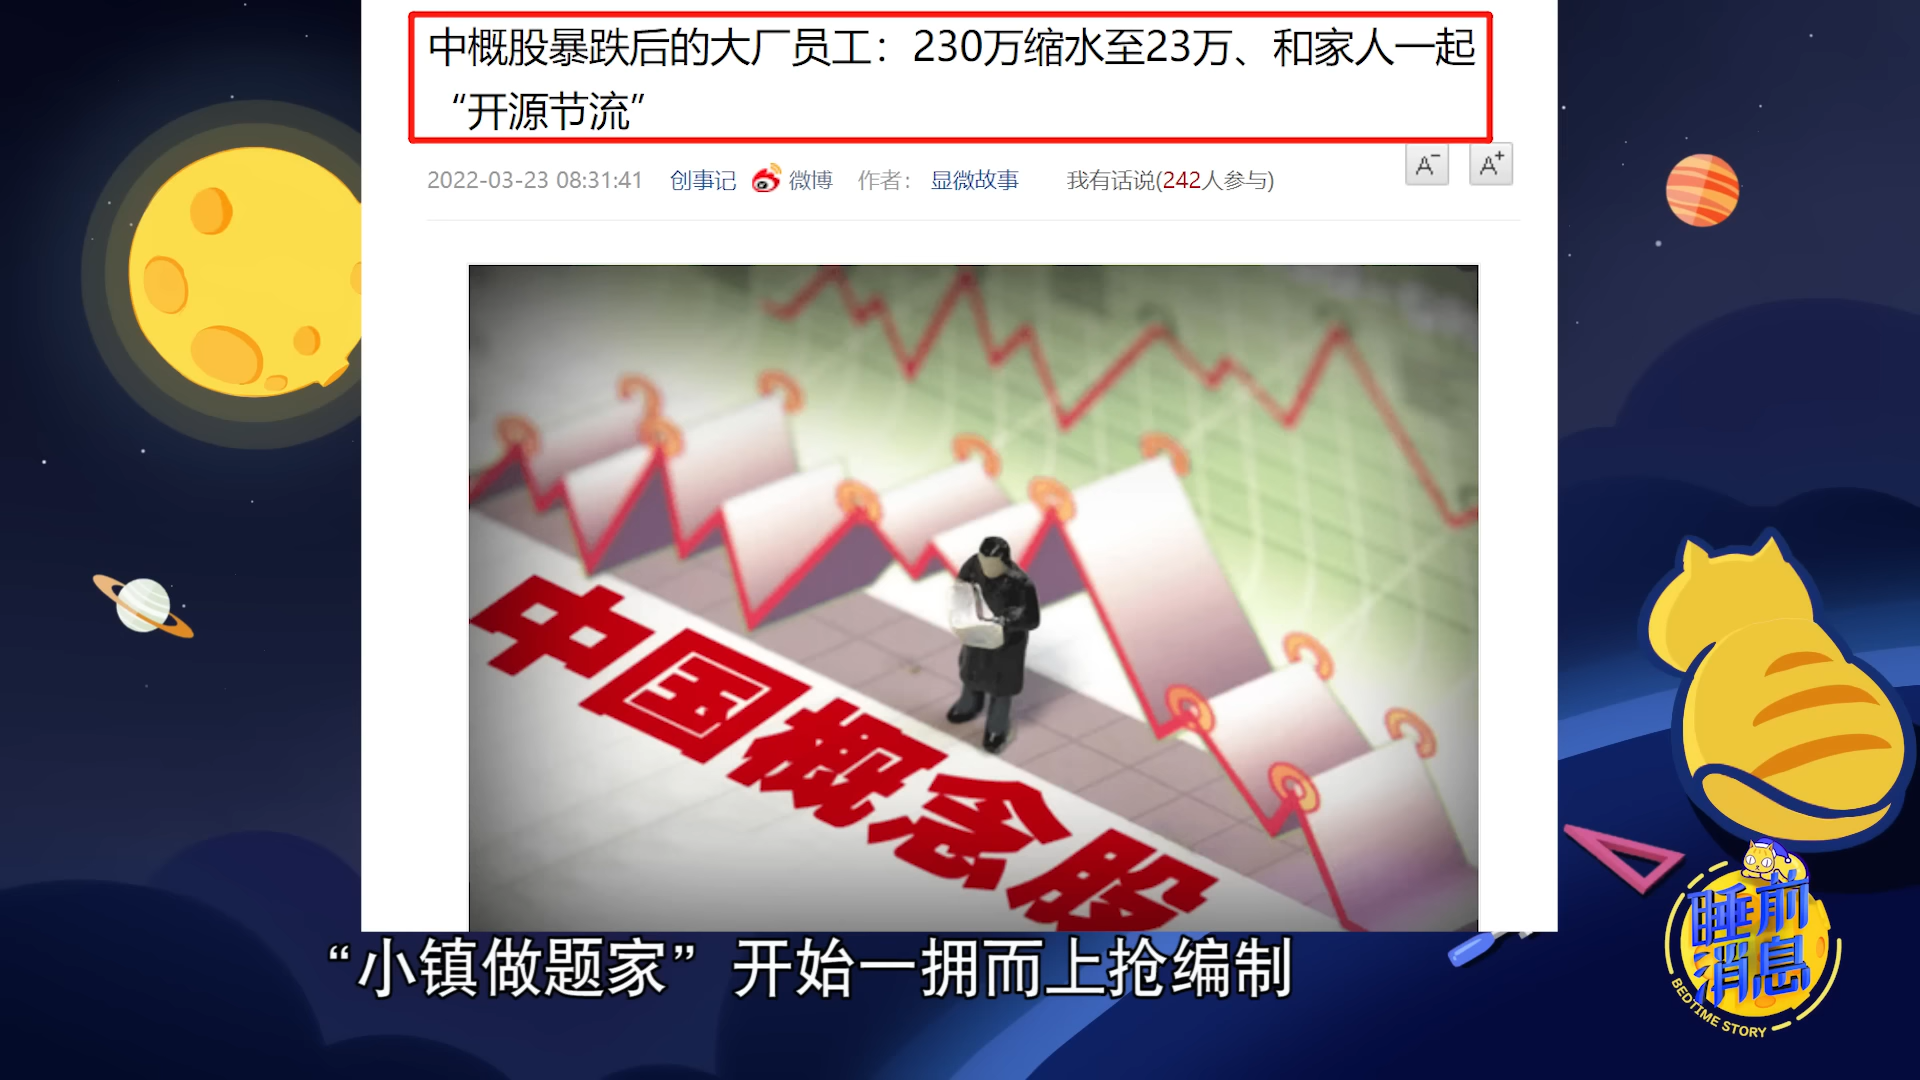 中概股暴跌后的大厂员工：230万缩水至23万、和家人一起
“开源节流”
2022-03-23 08:31:41 创事记 微博 作者： 显微故事 我有话说(242人参与)
A-
A+
中国概念股
“小镇做题家” 开始一拥而上抢编制
睡前
消息
BEDTIME STORY